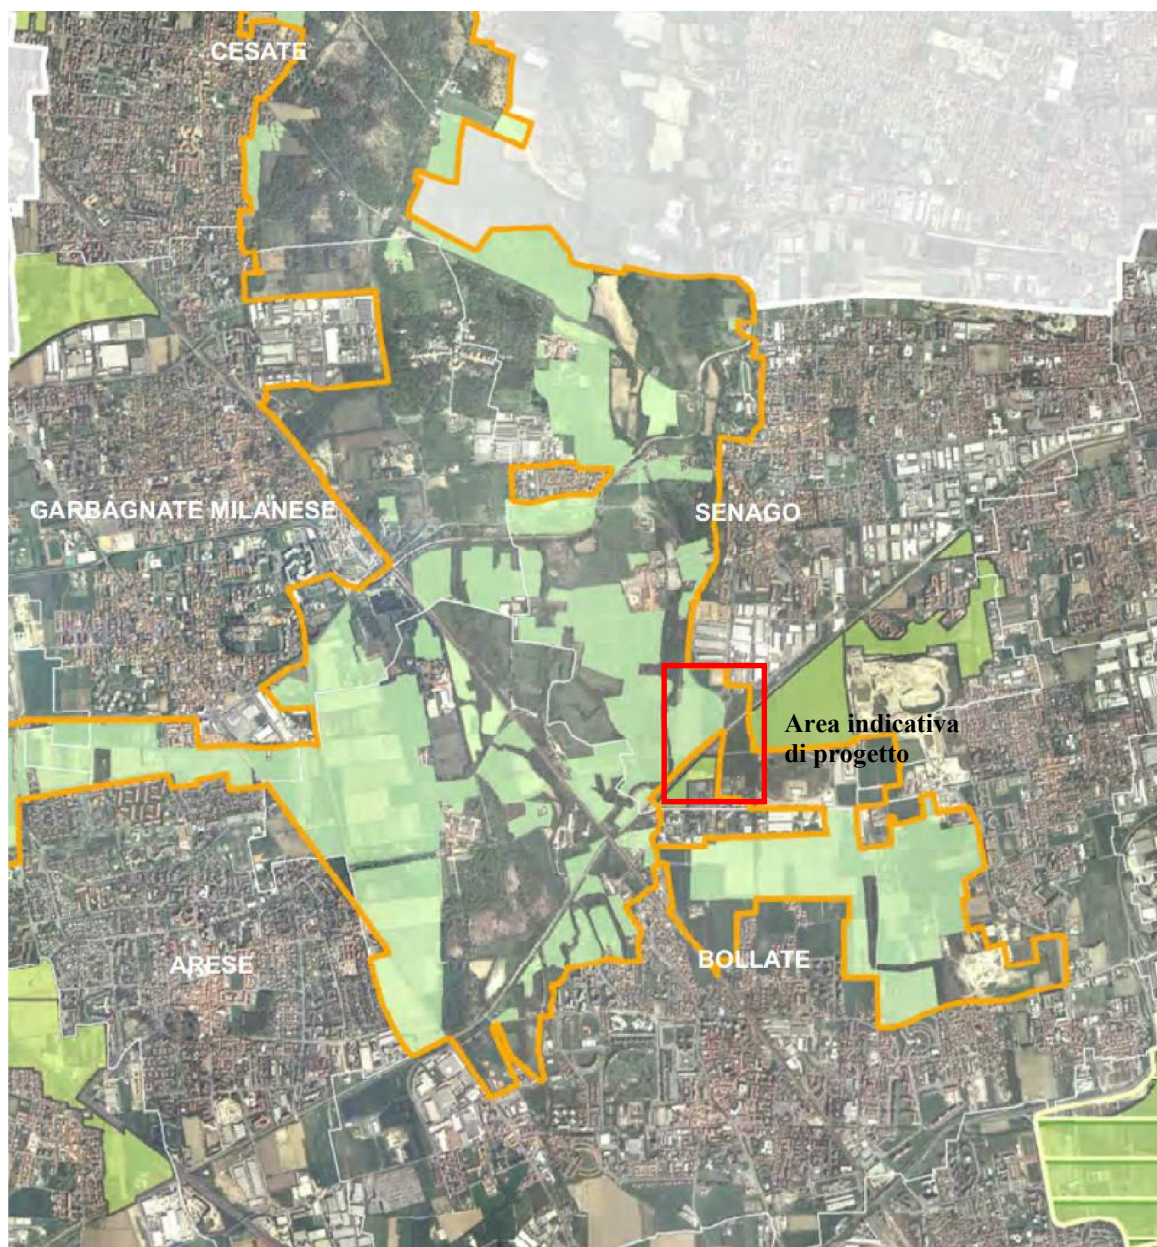 CESATE
GARBAGNATE MILANESE
SENAGO
Area indicativa
di progetto
ARESE
BOLLATE